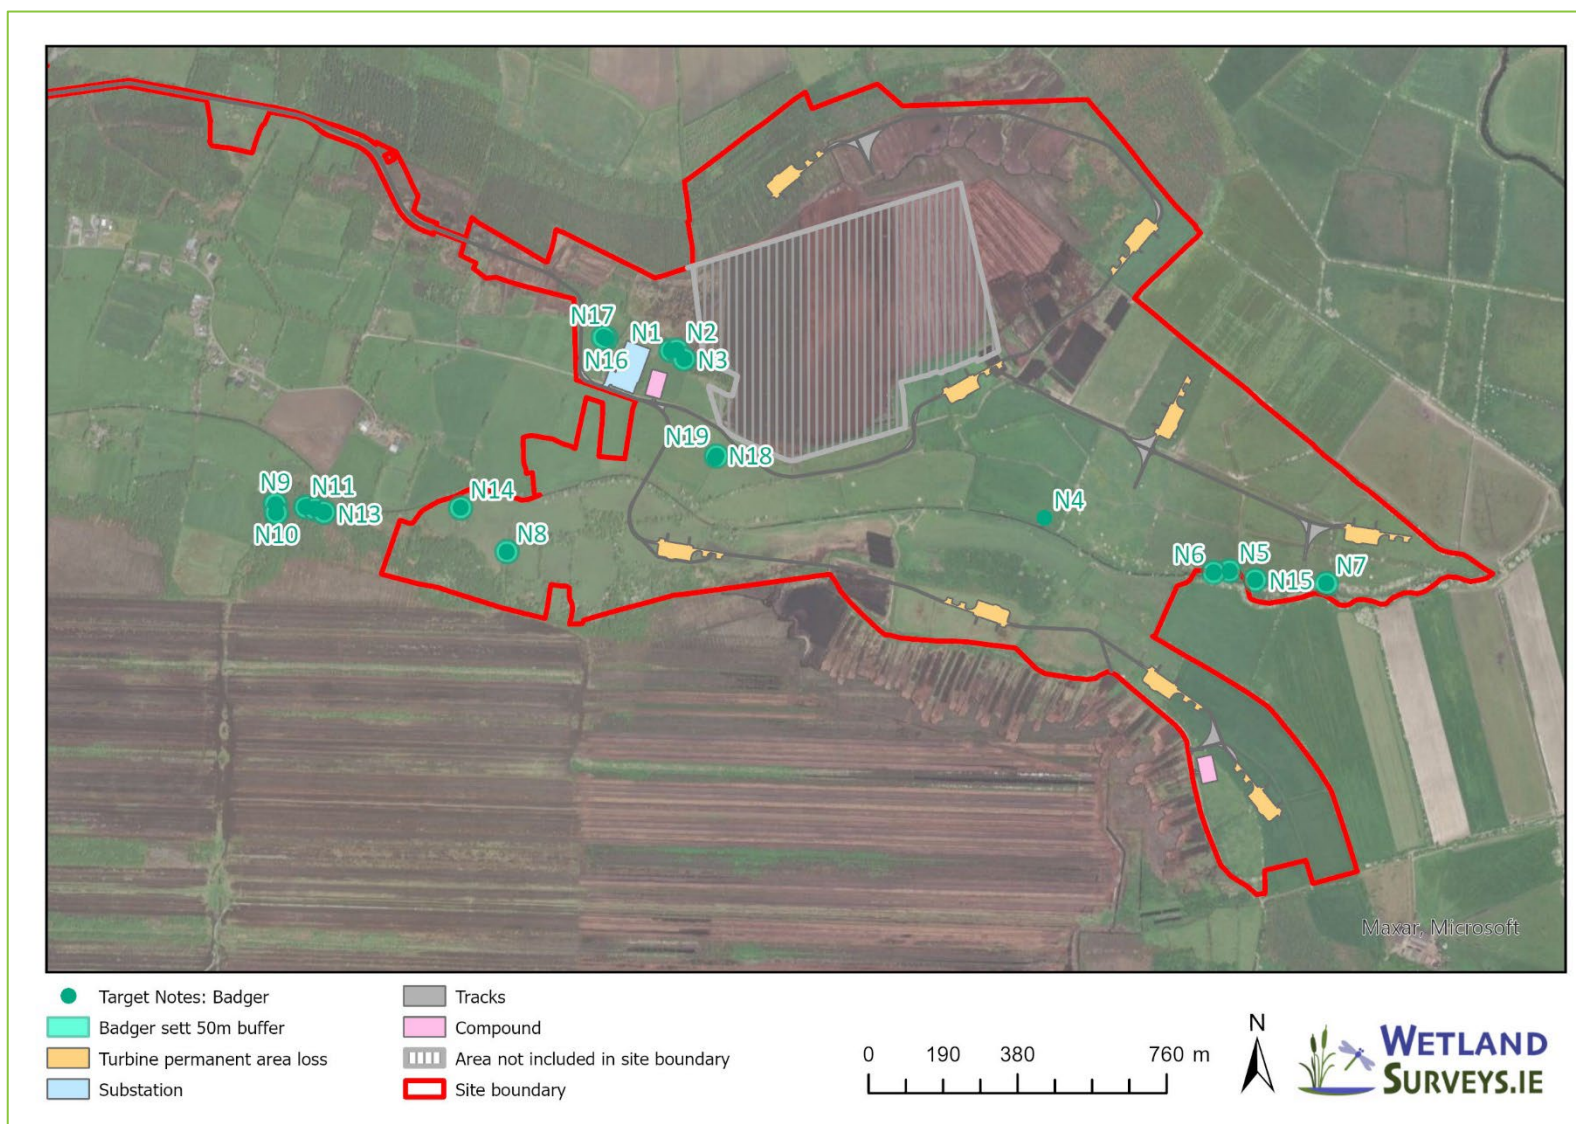 N17
N1
N2
N16
N3
N19
N18
N9
N11
N14
N10
N13
N8
N4
N6
N5
N15
N7
Maxar, Microsoft
Target Notes: Badger
Badger sett 50m buffer
Turbine permanent area loss
Substation
Tracks
Compound
Area not included in site boundary
Site boundary
0 190 380 760 m
N
WETLAND
SURVEYS.IE